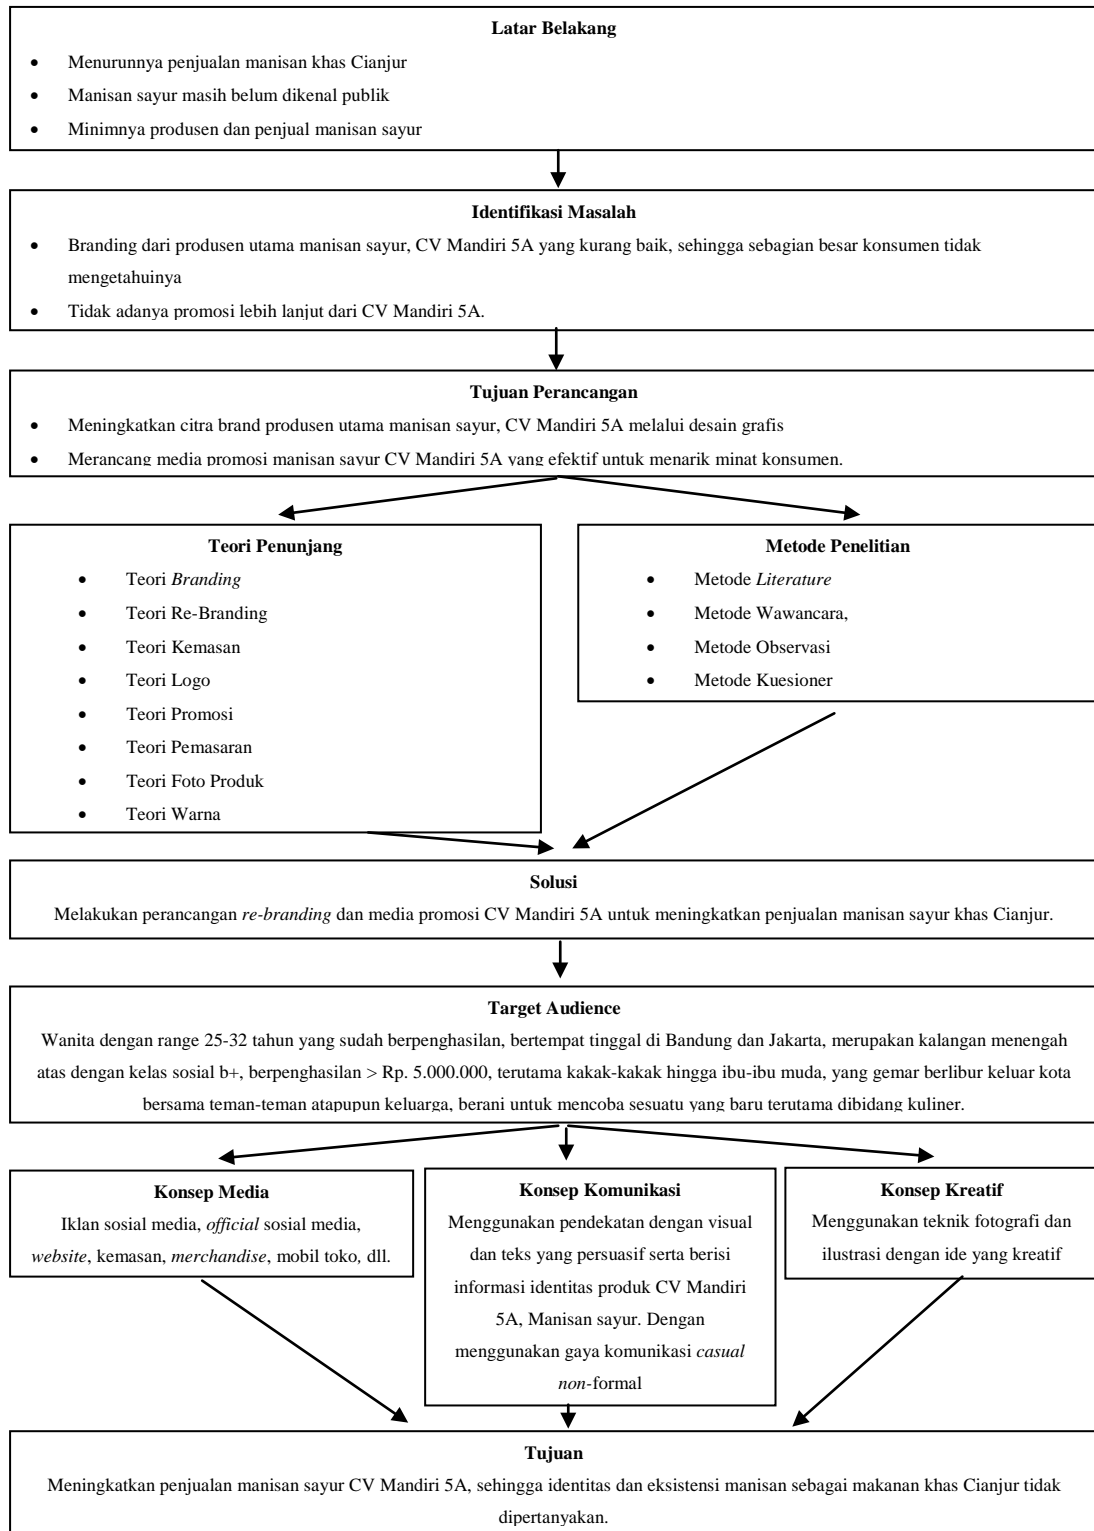 Latar Belakang
• Menurunnya penjualan manisan khas Cianjur
• Manisan sayur masih belum dikenal publik
• Minimnya produsen dan penjual manisan sayur
Identifikasi Masalah
• Branding dari produsen utama manisan sayur, CV Mandiri 5A yang kurang baik, sehingga sebagian besar konsumen tidak
mengetahuinya
• Tidak adanya promosi lebih lanjut dari CV Mandiri 5A.
Tujuan Perancangan
• Meningkatkan citra brand produsen utama manisan sayur, CV Mandiri 5A melalui desain grafis
• Merancang media promosi manisan sayur CV Mandiri 5A yang efektif untuk menarik minat konsumen.
Teori Penunjang
• Teori Branding
• Teori Re-Branding
• Teori Kemasan
• Teori Logo
• Teori Promosi
• Teori Pemasaran
• Teori Foto Produk
• Teori Warna
Metode Penelitian
• Metode Literature
• Metode Wawancara,
• Metode Observasi
• Metode Kuesioner
Solusi
Melakukan perancangan re-branding dan media promosi CV Mandiri 5A untuk meningkatkan penjualan manisan sayur khas Cianjur.
Target Audience
Wanita dengan range 25-32 tahun yang sudah berpenghasilan, bertempat tinggal di Bandung dan Jakarta, merupakan kalangan menengah
atas dengan kelas sosial b+, berpenghasilan > Rp. 5.000.000, terutama kakak-kakak hingga ibu-ibu muda, yang gemar berlibur keluar kota
bersama teman-teman atapupun keluarga, berani untuk mencoba sesuatu yang baru terutama dibidang kuliner.
Konsep Media
Iklan sosial media, official sosial media,
website, kemasan, merchandise, mobil toko, dll.
Konsep Komunikasi
Menggunakan pendekatan dengan visual
dan teks yang persuasif serta berisi
informasi identitas produk CV Mandiri
5A, Manisan sayur. Dengan
menggunakan gaya komunikasi casual
non-formal
Konsep Kreatif
Menggunakan teknik fotografi dan
ilustrasi dengan ide yang kreatif
Tujuan
Meningkatkan penjualan manisan sayur CV Mandiri 5A, sehingga identitas dan eksistensi manisan sebagai makanan khas Cianjur tidak
dipertanyakan.